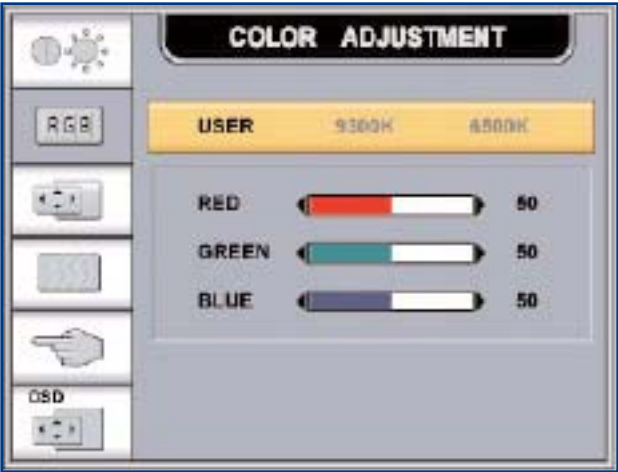 COLOR ADJUSTMENT
RGB
USER 9300K 6500K
RED 50
GREEN 50
BLUE 50
OSD